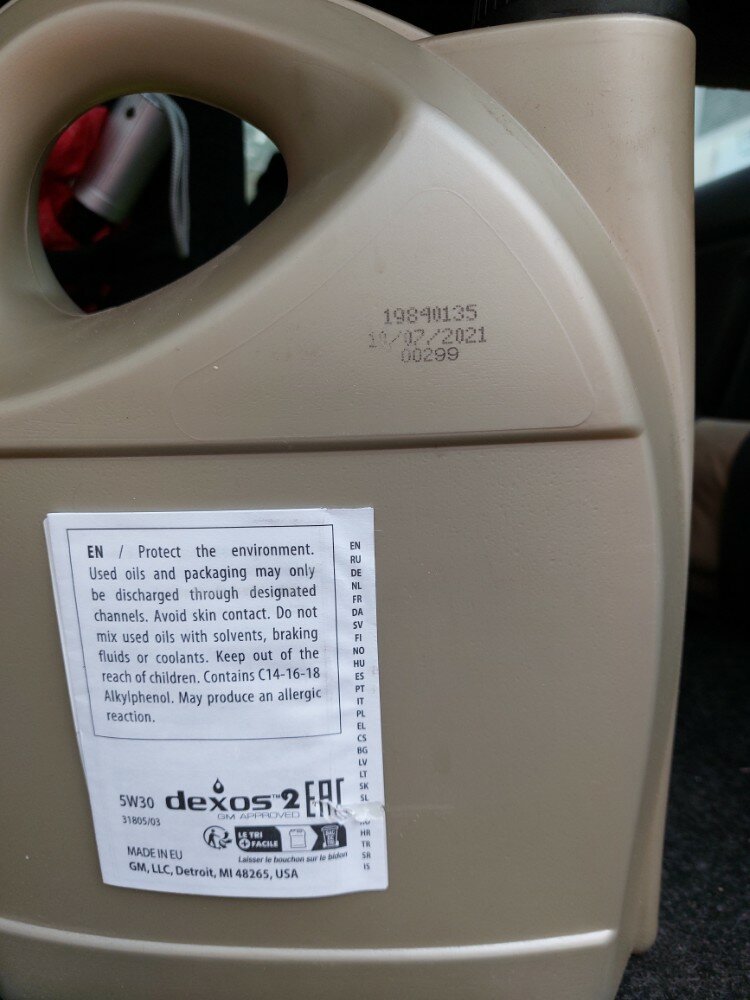 19840135
/07/2021
00299
EN / Protect the environment.
Used oils and packaging may only
be discharged through designated
channels. Avoid skin contact. Do not
mix used oils with solvents, braking
fluids or coolants. Keep out of the
reach of children. Contains C14-16-18
Alkylphenol. May produce an allergic
reaction.
EN
RU
DE
NL
FR
DA
SV
FI
NO
HU
ES
PT
IT
PL
EL
CS
BG
LV
LT
SK
SL
HR
TR
SR
IS
5W30 dexos™2 EAC
GM APPROVED
31805/03
LE TRI
+ FACILE
Laisser le bouchon sur le bidon
MADE IN EU
GM, LLC, Detroit, MI 48265, USA